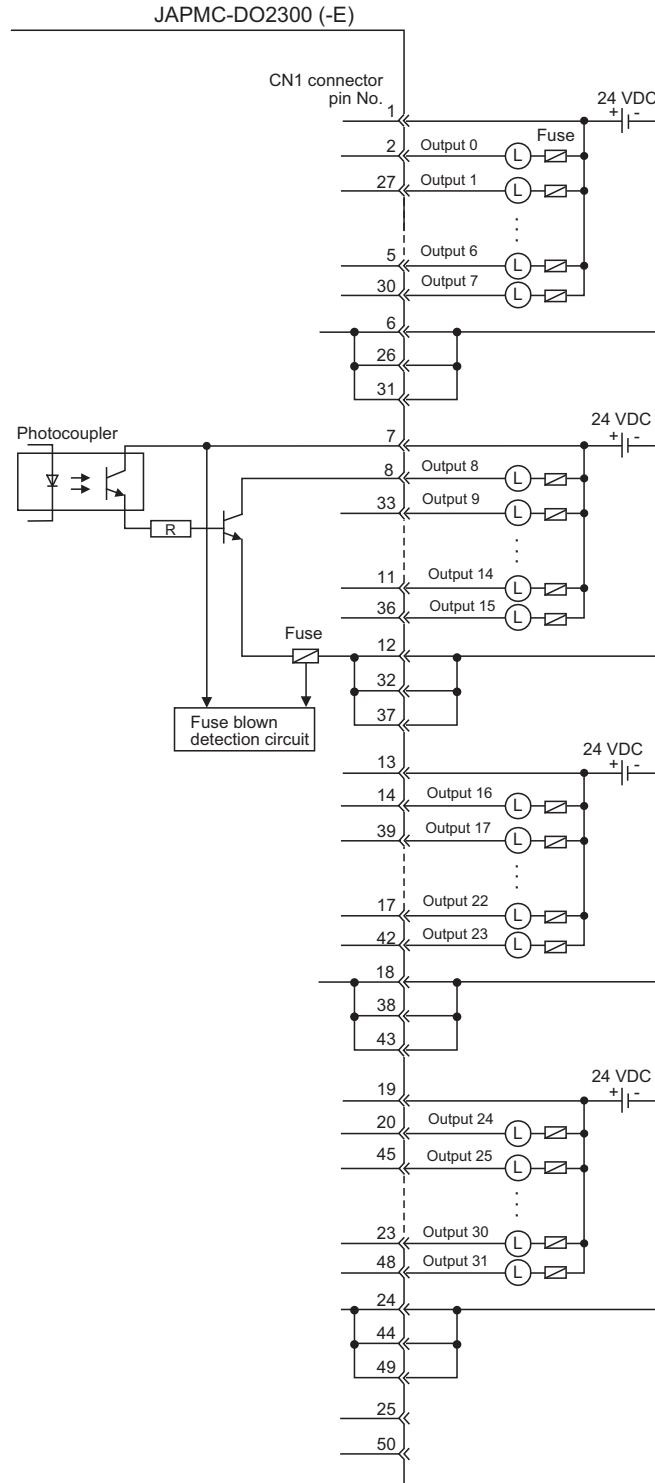 JAPMC-DO2300 (-E)
CN1 connector
pin No.
1
24 VDC
+ -
Fuse
2 Output 0 L
27 Output 1 L
5 Output 6 L
30 Output 7 L
6
26
31
24 VDC
+ -
Photocoupler
7
8 Output 8 L
33 Output 9 L
R
11 Output 14 L
36 Output 15 L
Fuse
12
32
37
Fuse blown
detection circuit
24 VDC
+ -
13
14 Output 16 L
39 Output 17 L
17 Output 22 L
42 Output 23 L
18
38
43
24 VDC
+ -
19
20 Output 24 L
45 Output 25 L
23 Output 30 L
48 Output 31 L
24
44
49
25
50